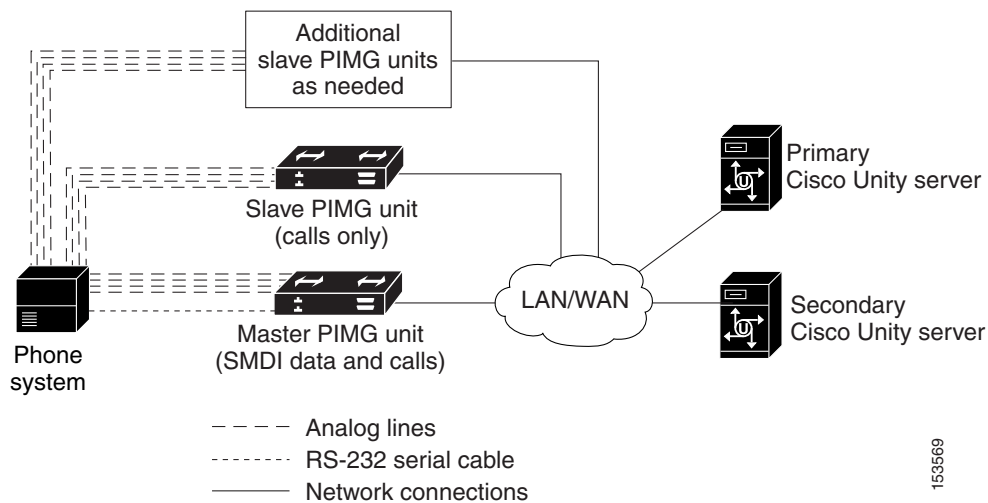 Additional
slave PIMG units
as needed
Slave PIMG unit
(calls only)
Master PIMG unit
(SMDI data and calls)
Phone
system
LAN/WAN
U
Primary
Cisco Unity server
U
Secondary
Cisco Unity server
Analog lines
RS-232 serial cable
Network connections
153569